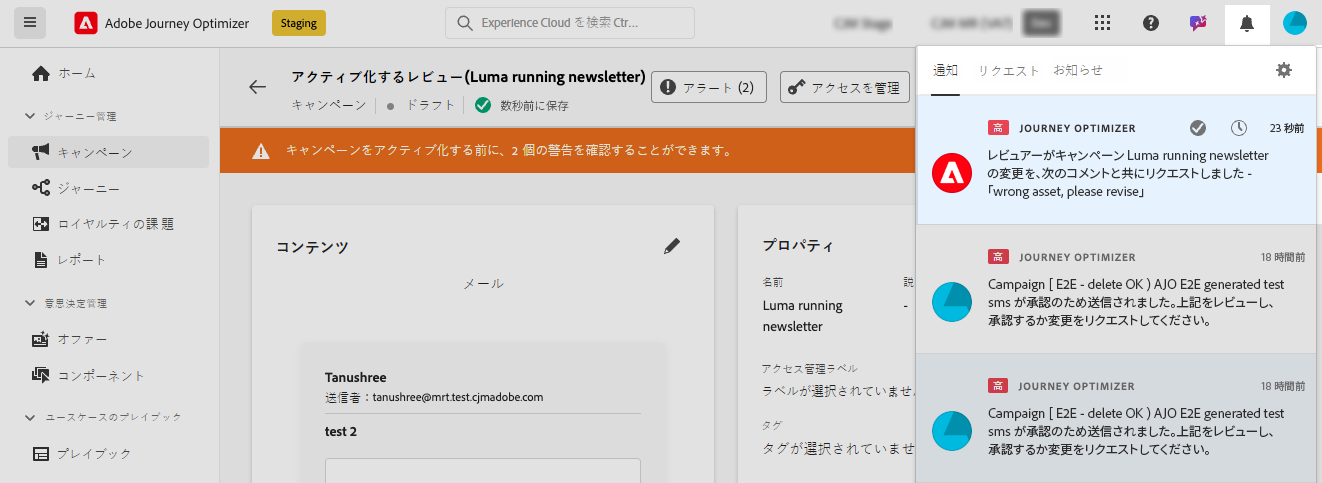 Adobe Journey Optimizer
Staging
Experience Cloud を検索 Ctr...
ホーム
ジャーニー管理
キャンペーン
ジャーニー
ロイヤルティの課題
レポート
意思決定管理
オファー
コンポーネント
ユースケースのプレイブック
プレイブック
アクティブ化するレビュー(Luma running newsletter)
キャンペーン
ドラフト
数秒前に保存
アラート (2)
アクセスを管理
キャンペーンをアクティブ化する前に、2 個の警告を確認することができます。
コンテンツ
メール
Tanushree
送信者：tanushree@mrt.test.cjmadobe.com
test 2
プロパティ
名前
説
Luma running
newsletter
-
アクセス管理ラベル
ラベルが選択されていません
タグ
タグが選択されていませ
通知
リクエスト
お知らせ
高 JOURNEY OPTIMIZER 23 秒前
レビュアーがキャンペーン Luma running newsletter
の変更を、次のコメントと共にリクエストしました -
「wrong asset, please revise」
高 JOURNEY OPTIMIZER 18 時間前
Campaign [ E2E - delete OK ) AJO E2E generated test
sms が承認のため送信されました。上記をレビューし、
承認するか変更をリクエストしてください。
高 JOURNEY OPTIMIZER 18 時間前
Campaign [ E2E - delete OK ) AJO E2E generated test
sms が承認のため送信されました。上記をレビューし、
承認するか変更をリクエストしてください。